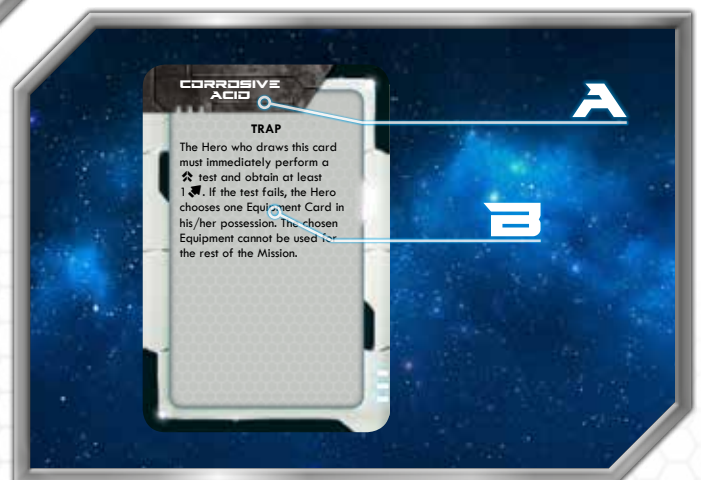 CORROSIVE
ACID
A
TRAP
The Hero who draws this card
must immediately perform a
test and obtain at least
1. If the test fails, the Hero
chooses one Equipment Card in
his/her possession. The chosen
Equipment cannot be used for
the rest of the Mission.
B